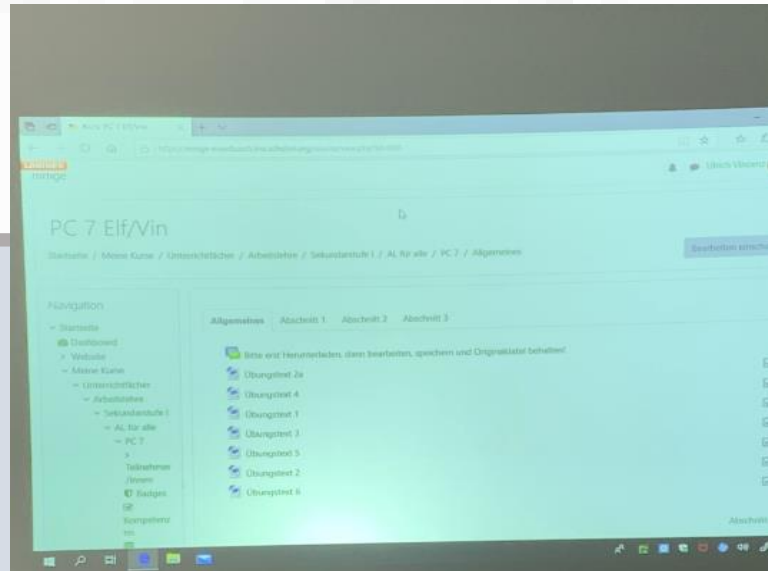 PC 7 Elf/Vin
Startseite / Meine Kurse / Unterrichtsfächer / Arbeitslehre / Sekundarstufe I / AL für alle / PC 7 / Allgemeines
Bearbeiten
Navigation
Startseite
Dashboard
Website
Meine Kurse
Unterrichtsfächer
Arbeitslehre
Sekundarstufe I
AL für alle
PC 7
Teilnehmer
/innen
Badges
Kompetenz
en
Allgemeines Abschnitt 1 Abschnitt 2 Abschnitt 3
Bitte erst Herunterladen, dann bearbeiten, speichern und Originaldatei behalten!
Übungstext 2a
Übungstext 4
Übungstext 1
Übungstext 3
Übungstext 5
Übungstext 2
Übungstext 6